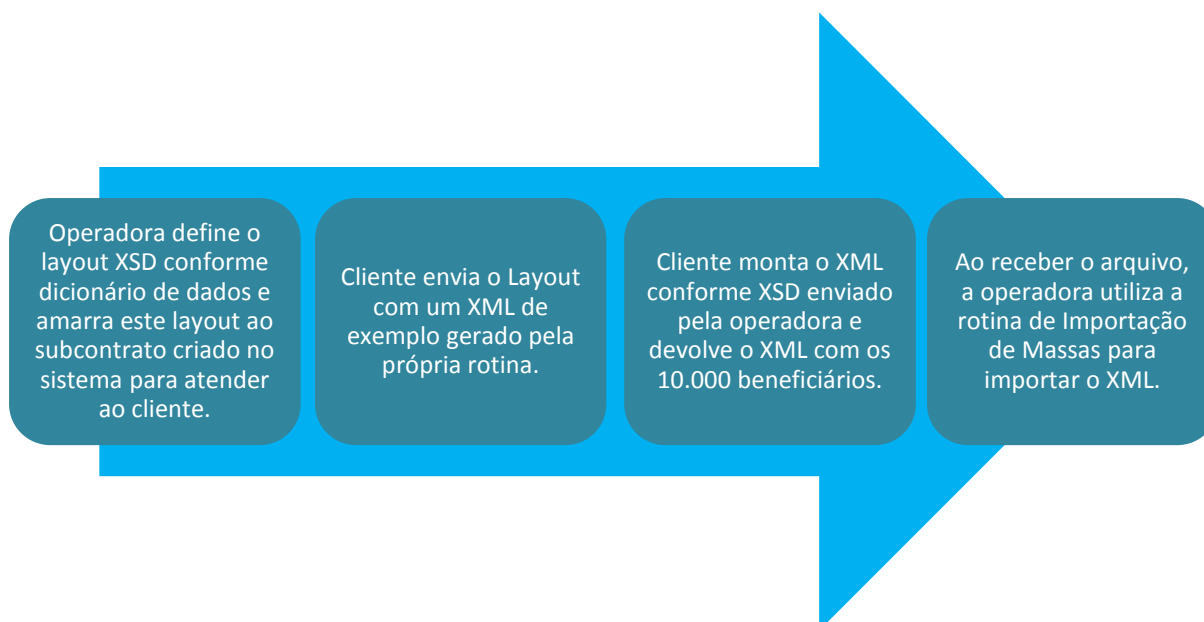 Operadora define o
layout XSD conforme
dicionário de dados e
amarra este layout ao
subcontrato criado no
sistema para atender
ao cliente.
Cliente envia o Layout
com um XML de
exemplo gerado pela
própria rotina.
Cliente monta o XML
conforme XSD enviado
pela operadora e
devolve o XML com os
10.000 beneficiários.
Ao receber o arquivo,
a operadora utiliza a
rotina de Importação
de Massas para
importar o XML.